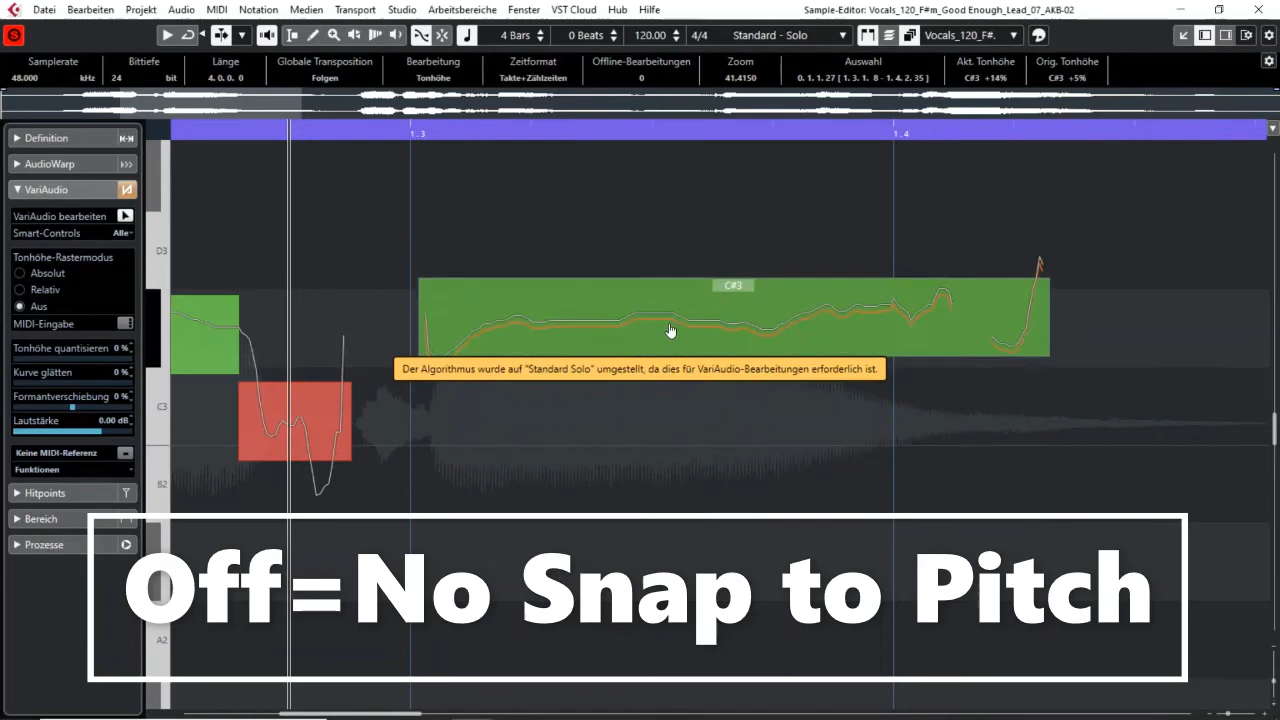 Datei Bearbeiten Projekt Audio MIDI Notation Medien Transport Studio Arbeitsbereiche Fenster VST Cloud Hub Hilfe Sample-Editor: Vocals_120_F#m_Good Enough_Lead_07_AKB-02
S 4 Bars 0 Beats 120.00 4/4 Standard - Solo Vocals_120_F#.
Samplerate Bittiefe Länge Globale Transposition Bearbeitung Zeitformat Offline-Bearbeitungen Zoom Auswahl Akt. Tonhöhe Orig. Tonhöhe
48.000 kHz 24 bit 4. 0. 0. 0 Folgen Tonhöhe Takte+Zählzeiten 0 41.4150 0. 1. 1. 27 [ 1. 3. 1. 8 - 1. 4. 2. 35 ] C#3 +14% C#3 +5%
1. 3 1. 4
Definition
AudioWarp
VariAudio
VariAudio bearbeiten
Smart-Controls Alle
Tonhöhe-Rastermodus
Absolut
Relativ
Aus
MIDI-Eingabe
Tonhöhe quantisieren 0 %
Kurve glätten 0 %
Formantverschiebung 0 %
Lautstärke 0.00 dB
Keine MIDI-Referenz
Funktionen
Hitpoints
Bereich
Prozesse
D3
C3
B2
A2
C#3
Der Algorithmus wurde auf "Standard Solo" umgestellt, da dies für VariAudio-Bearbeitungen erforderlich ist.
Off=No Snap to Pitch